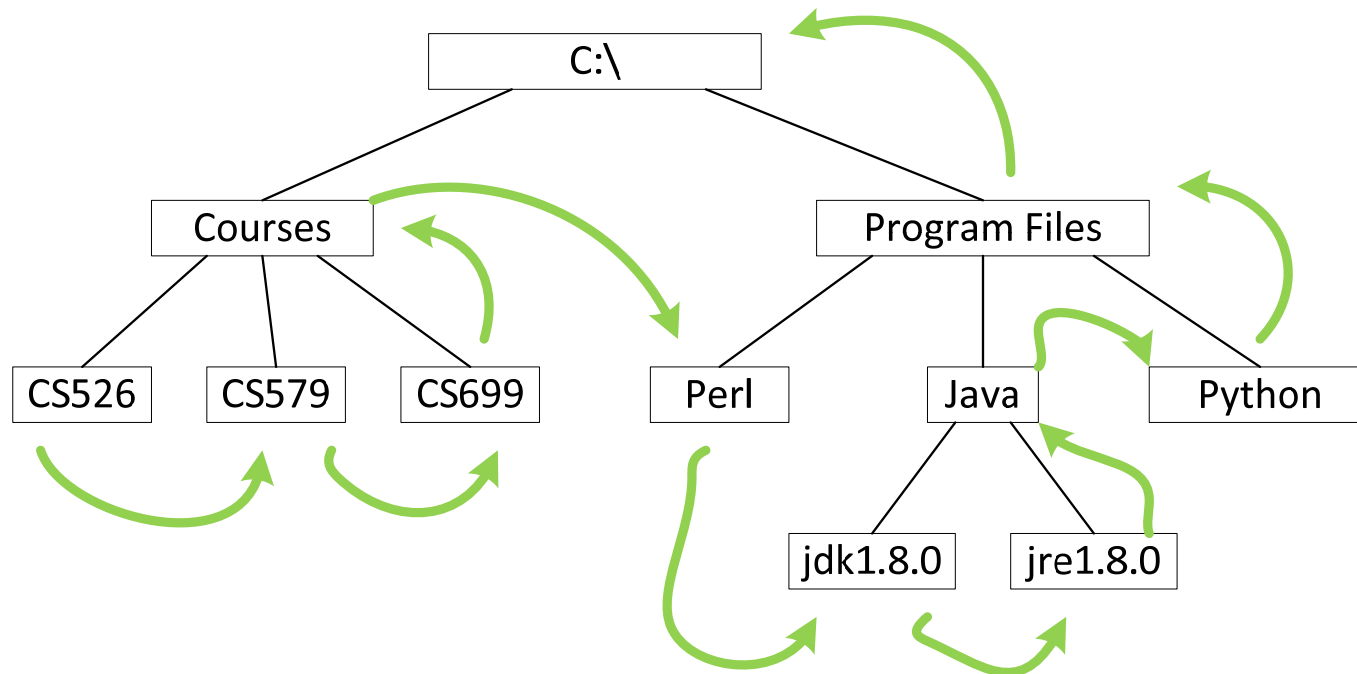 C:\
Courses
Program Files
CS526
CS579
CS699
Perl
Java
Python
jdk1.8.0
jre1.8.0